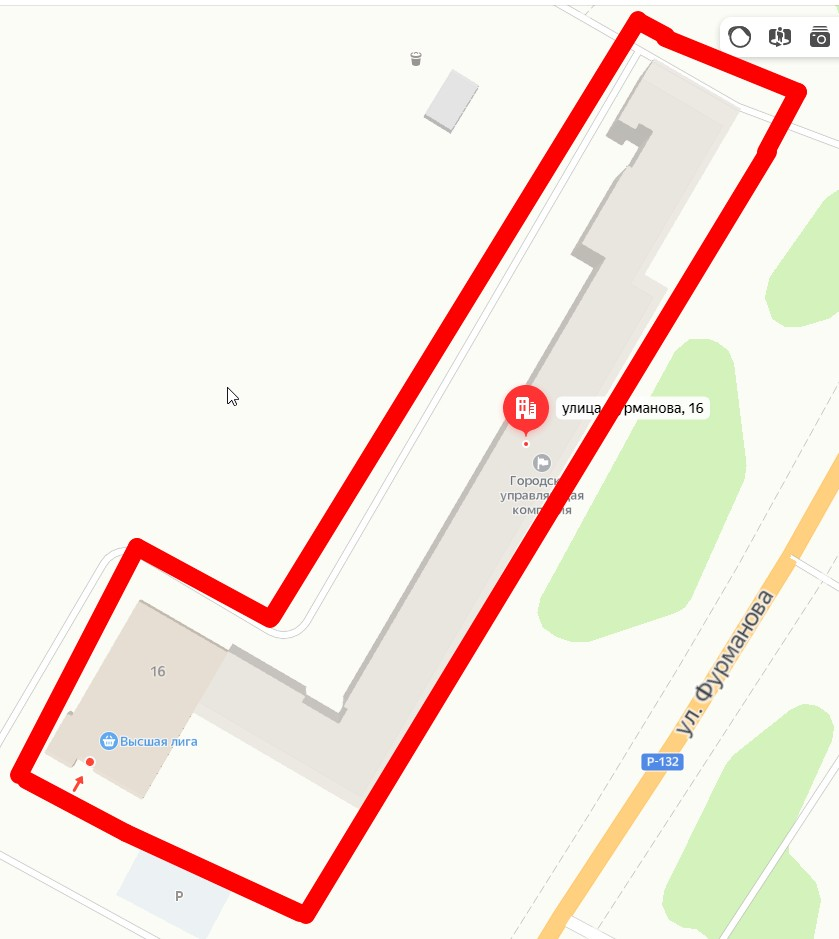 улица Фурманова, 16
Городская
управляющая
компания
16
Высшая лига
P
ул. Фурманова
Р-132